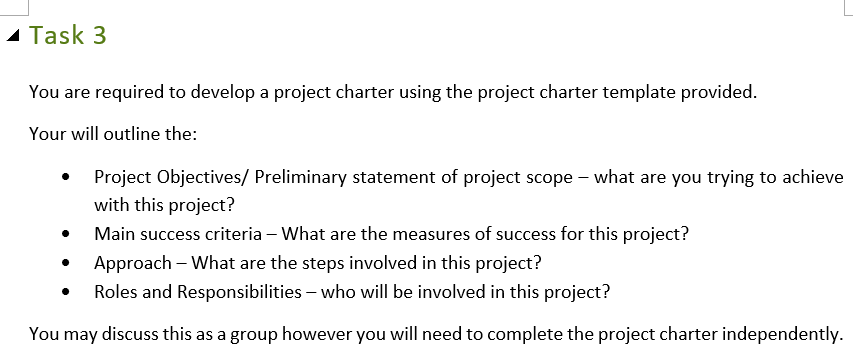 Task 3
You are required to develop a project charter using the project charter template provided.
Your will outline the:
• Project Objectives/ Preliminary statement of project scope – what are you trying to achieve
with this project?
• Main success criteria – What are the measures of success for this project?
• Approach – What are the steps involved in this project?
• Roles and Responsibilities – who will be involved in this project?
You may discuss this as a group however you will need to complete the project charter independently.